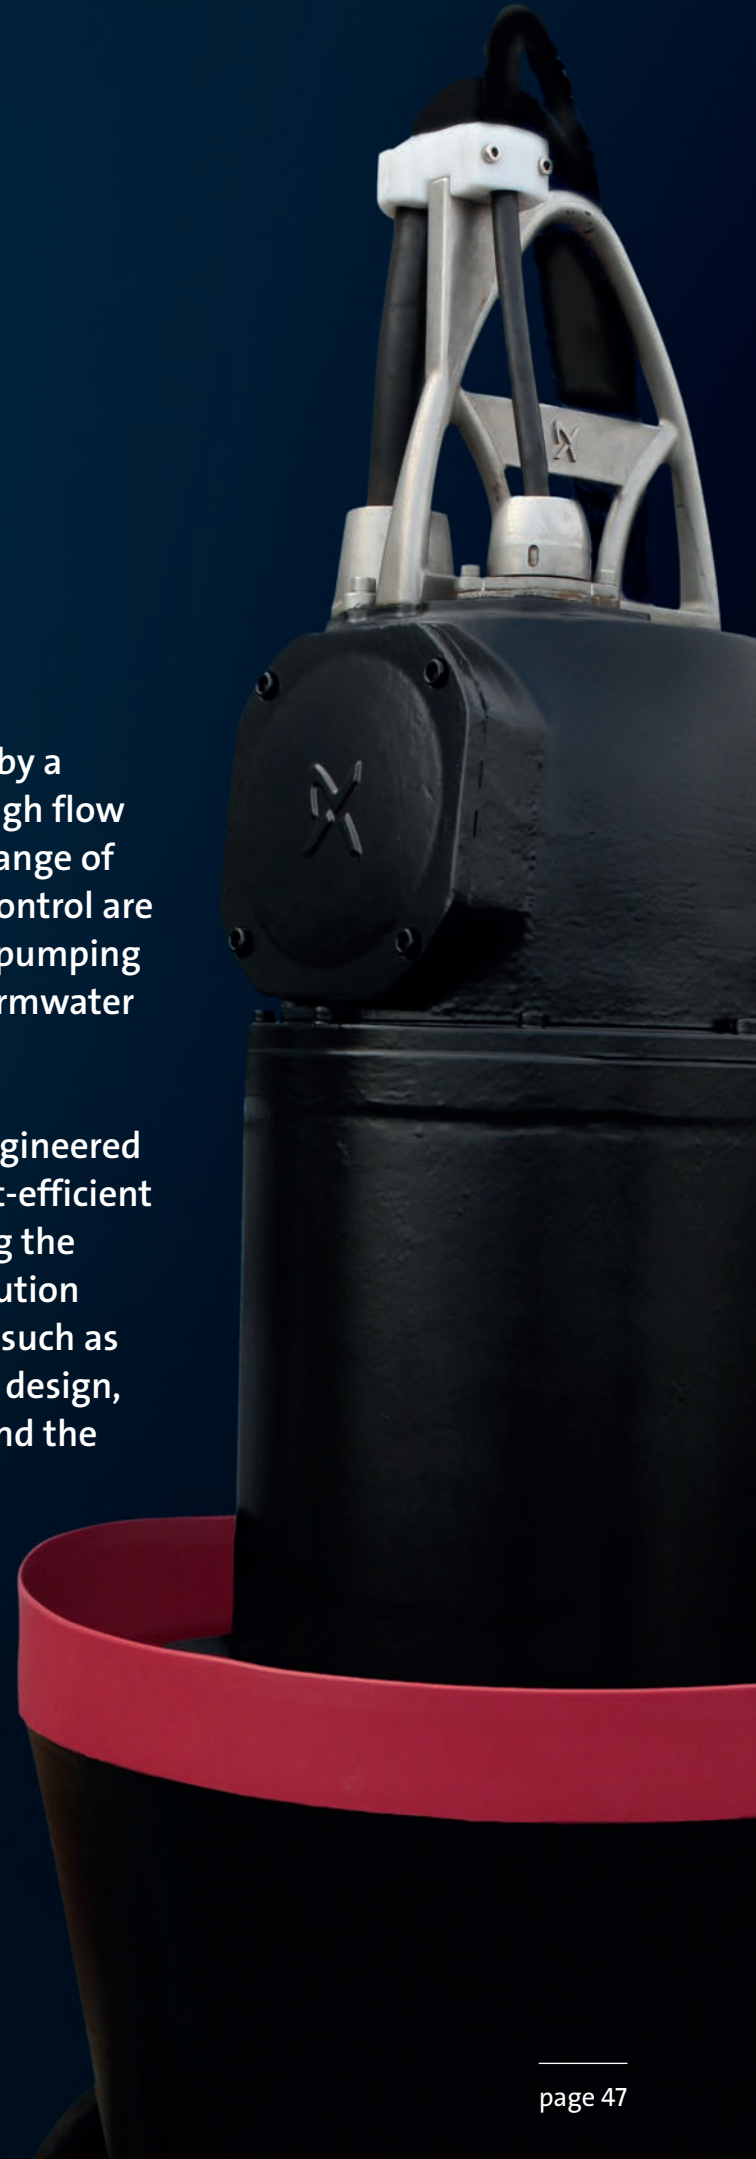 by a
gh flow
ange of
ontrol are
pumping
rmwater
gineered
t-efficient
g the
ution
such as
design,
nd the
page 47